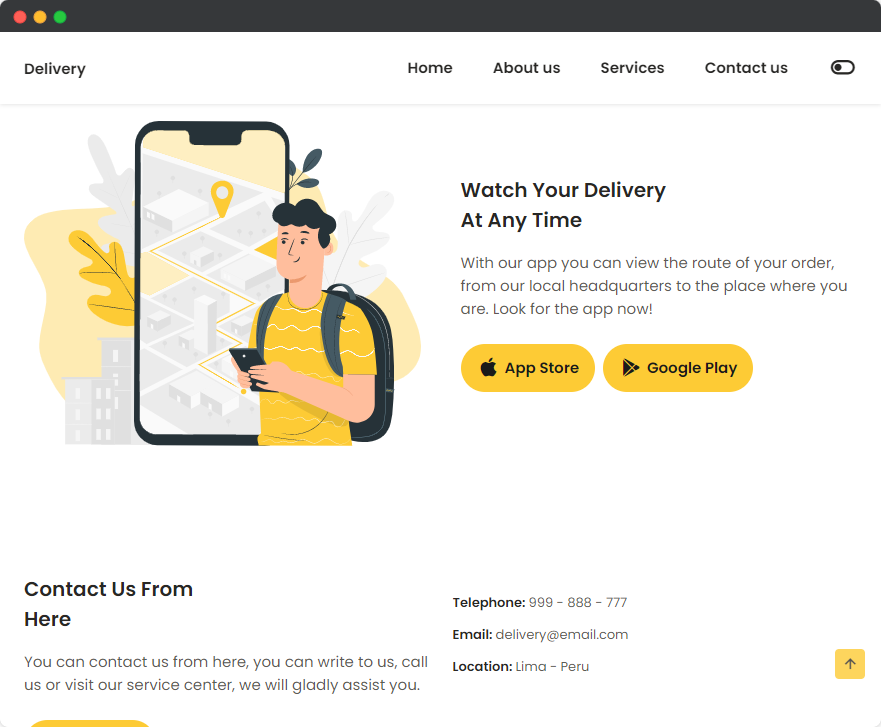 Delivery
Home
About us
Services
Contact us
Watch Your Delivery
At Any Time
With our app you can view the route of your order,
from our local headquarters to the place where you
are. Look for the app now!
App Store
Google Play
Contact Us From
Here
You can contact us from here, you can write to us, call
us or visit our service center, we will gladly assist you.
Telephone: 999 - 888 - 777
Email: delivery@email.com
Location: Lima - Peru